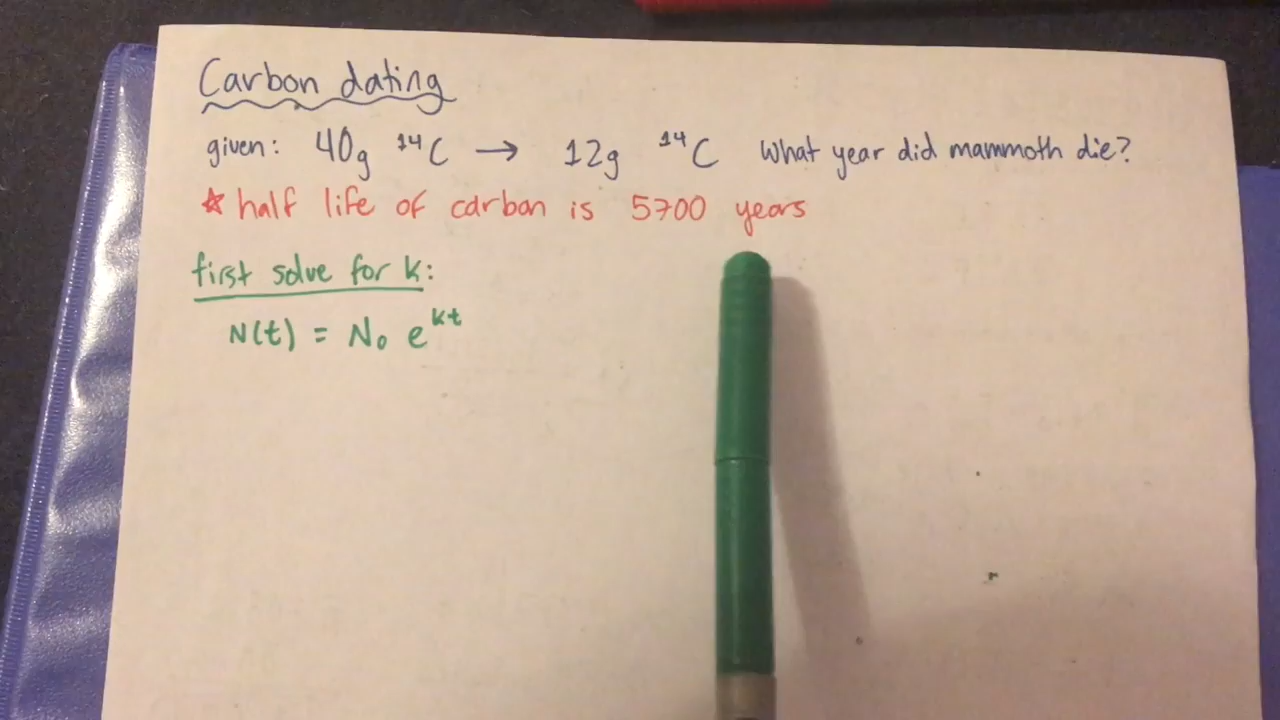 Carbon dating
given: 40g ¹⁴C → 12g ¹⁴C What year did mammoth die?
☆ half life of carbon is 5700 years
first solve for k:
N(t) = N₀ e^kt